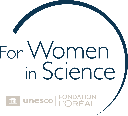 For Women
in Science
unesco
FONDATION
L'ORÉAL